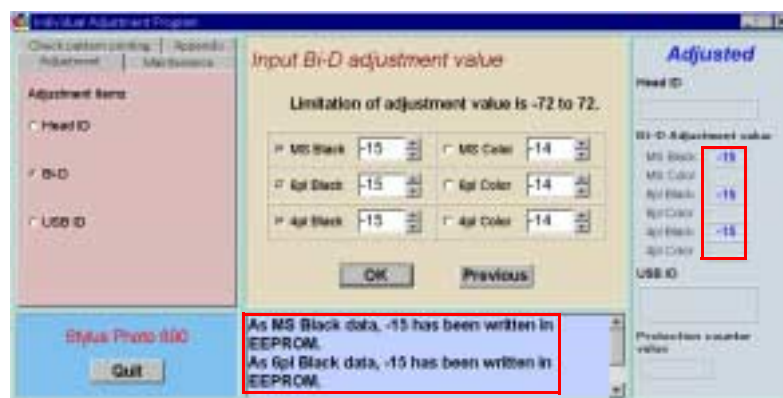 Individual Adjustment Program
Check pattern printing
Appendix
Adjustment
Maintenance
Adjustment items
Head ID
Bi-D
USB ID
Stylus Photo 890
Quit
Input Bi-D adjustment value
Limitation of adjustment value is -72 to 72.
MS Black -15 MS Color -14
6pl Black -15 6pl Color -14
4pl Black -15 4pl Color -14
OK Previous
As MS Black data, -15 has been written in
EEPROM.
As 6pl Black data, -15 has been written in
EEPROM.
Adjusted
Head ID
Bi-D Adjustment value
MS Black -15
MS Color
6pl Black -15
6pl Color
4pl Black -15
4pl Color
USB ID
Protection counter
value